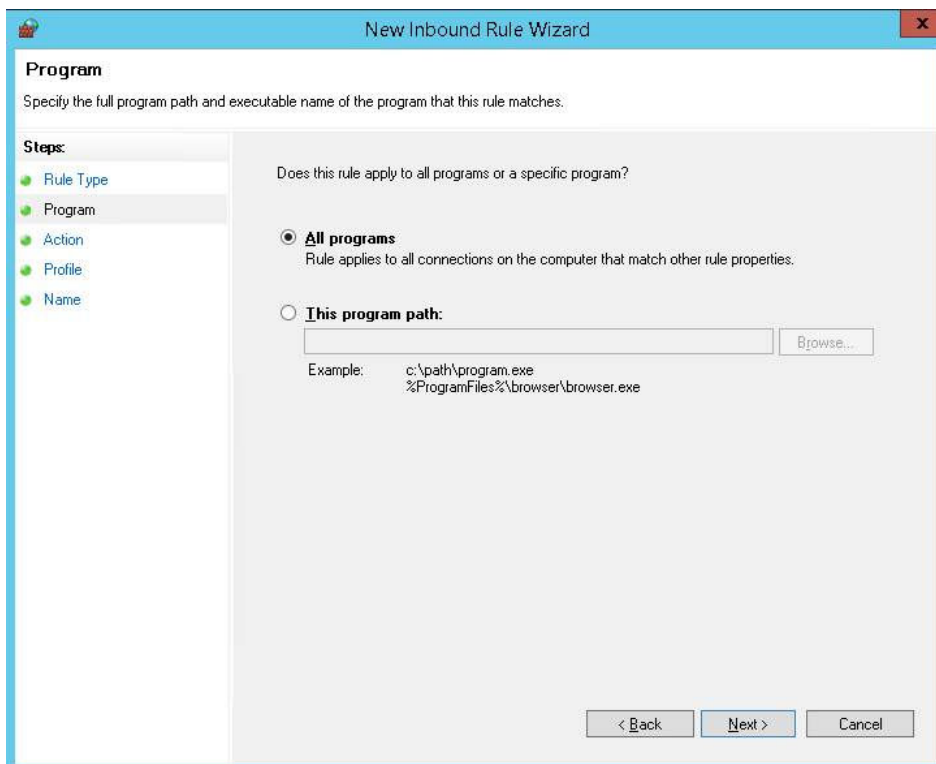 New Inbound Rule Wizard
x
Program
Specify the full program path and executable name of the program that this rule matches.
Steps:
Rule Type
Program
Action
Profile
Name
Does this rule apply to all programs or a specific program?
All programs
Rule applies to all connections on the computer that match other rule properties.
This program path:
Browse...
Example: c:\path\program.exe
%ProgramFiles%\browser\browser.exe
< Back Next > Cancel